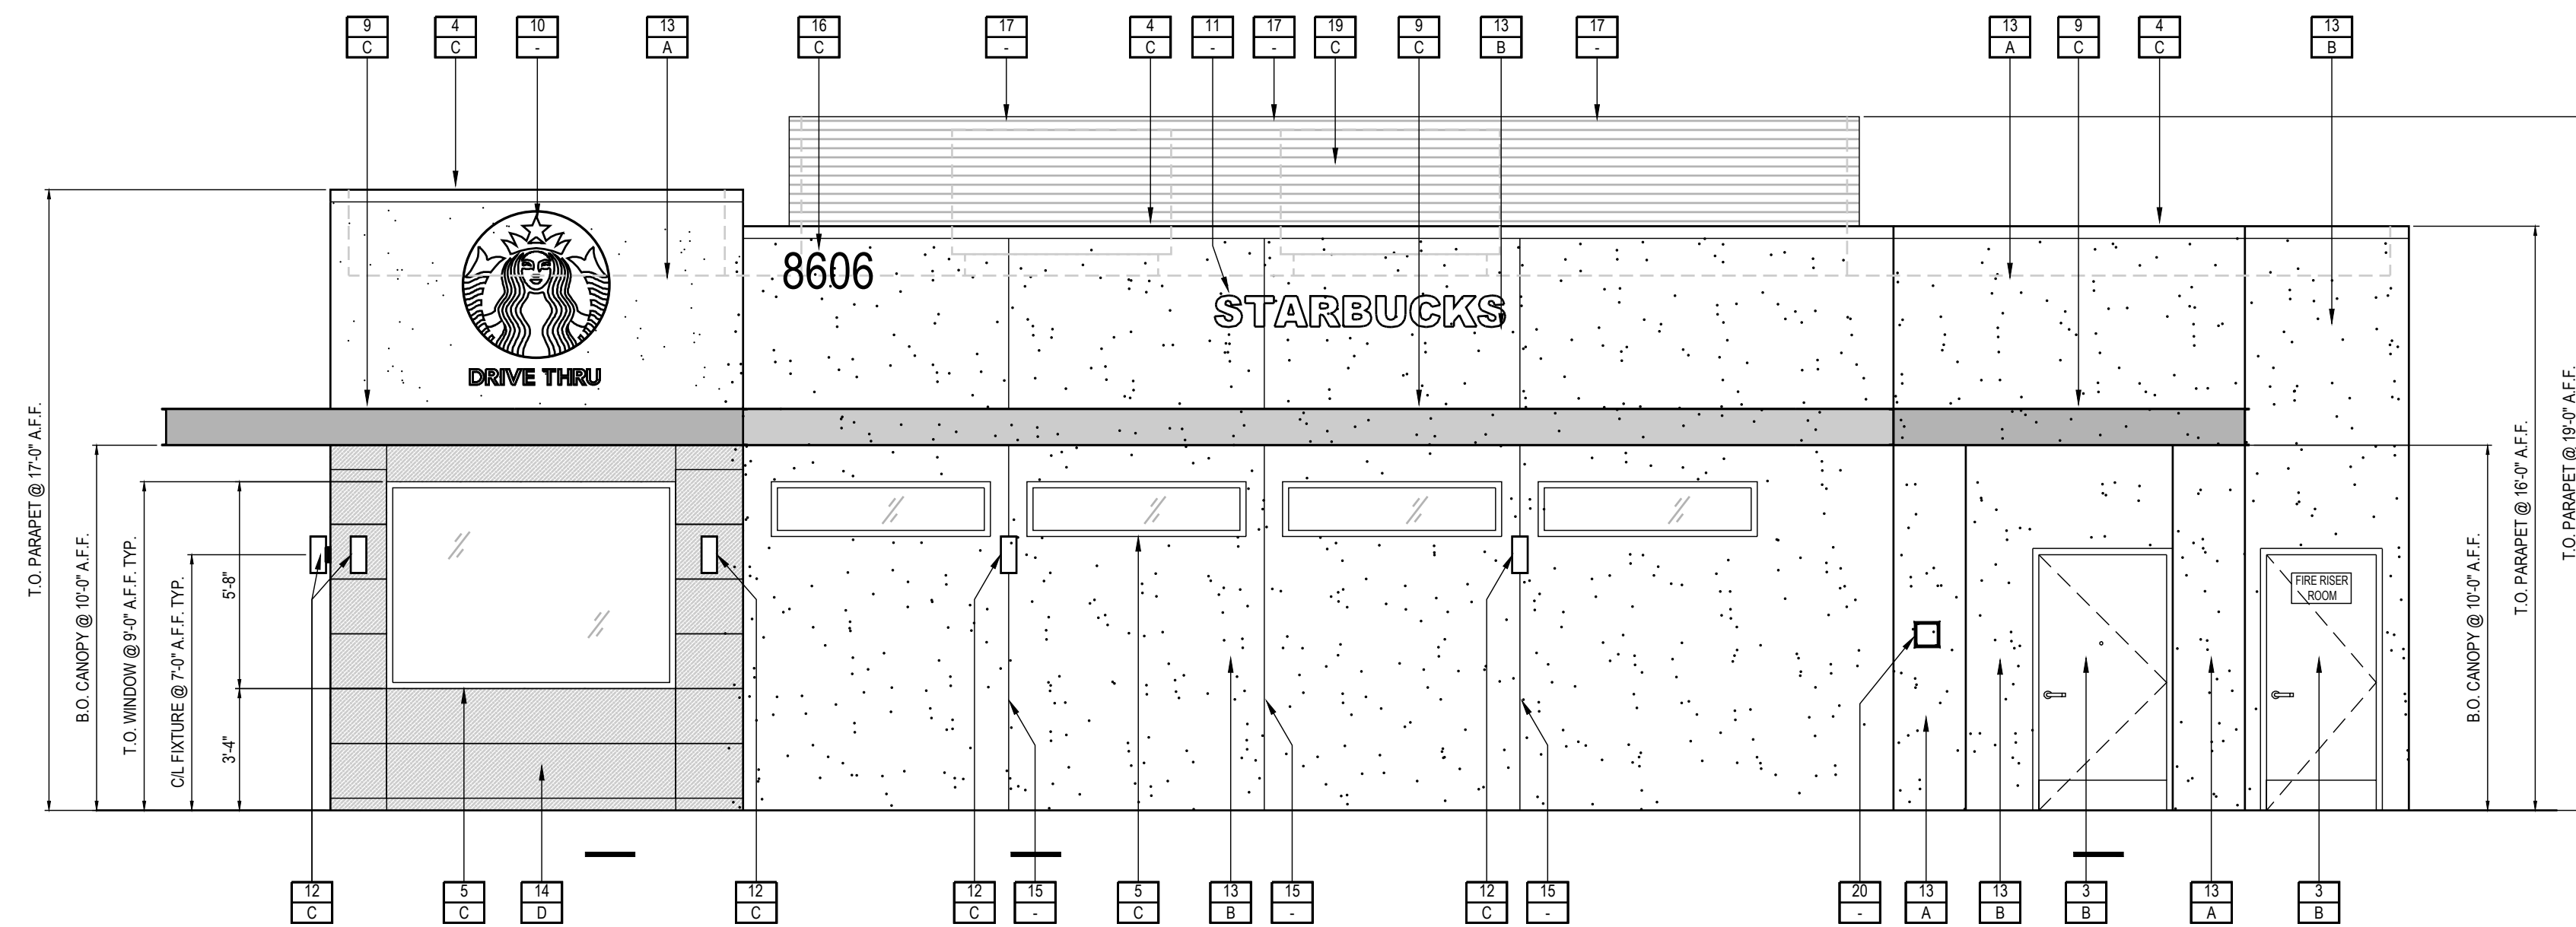 9 4 10 13 16 17 4 11 17 19 9 13 17 13 9 4 13
C C - A C - C - - C C B - A C C B
8606
STARBUCKS
DRIVE THRU
T.O. PARAPET @ 17'-0" A.F.F.
B.O. CANOPY @ 10'-0" A.F.F.
T.O. WINDOW @ 9'-0" A.F.F. TYP.
C/L FIXTURE @ 7'-0" A.F.F. TYP.
5'-8"
3'-4"
FIRE RISER
ROOM
B.O. CANOPY @ 10'-0" A.F.F.
T.O. PARAPET @ 16'-0" A.F.F.
T.O. PARAPET @ 19'-0" A.F.F.
12 5 14 12 12 15 5 13 15 12 15 20 13 13 3 13 3
C C D C C - C B - C - - A B B A B